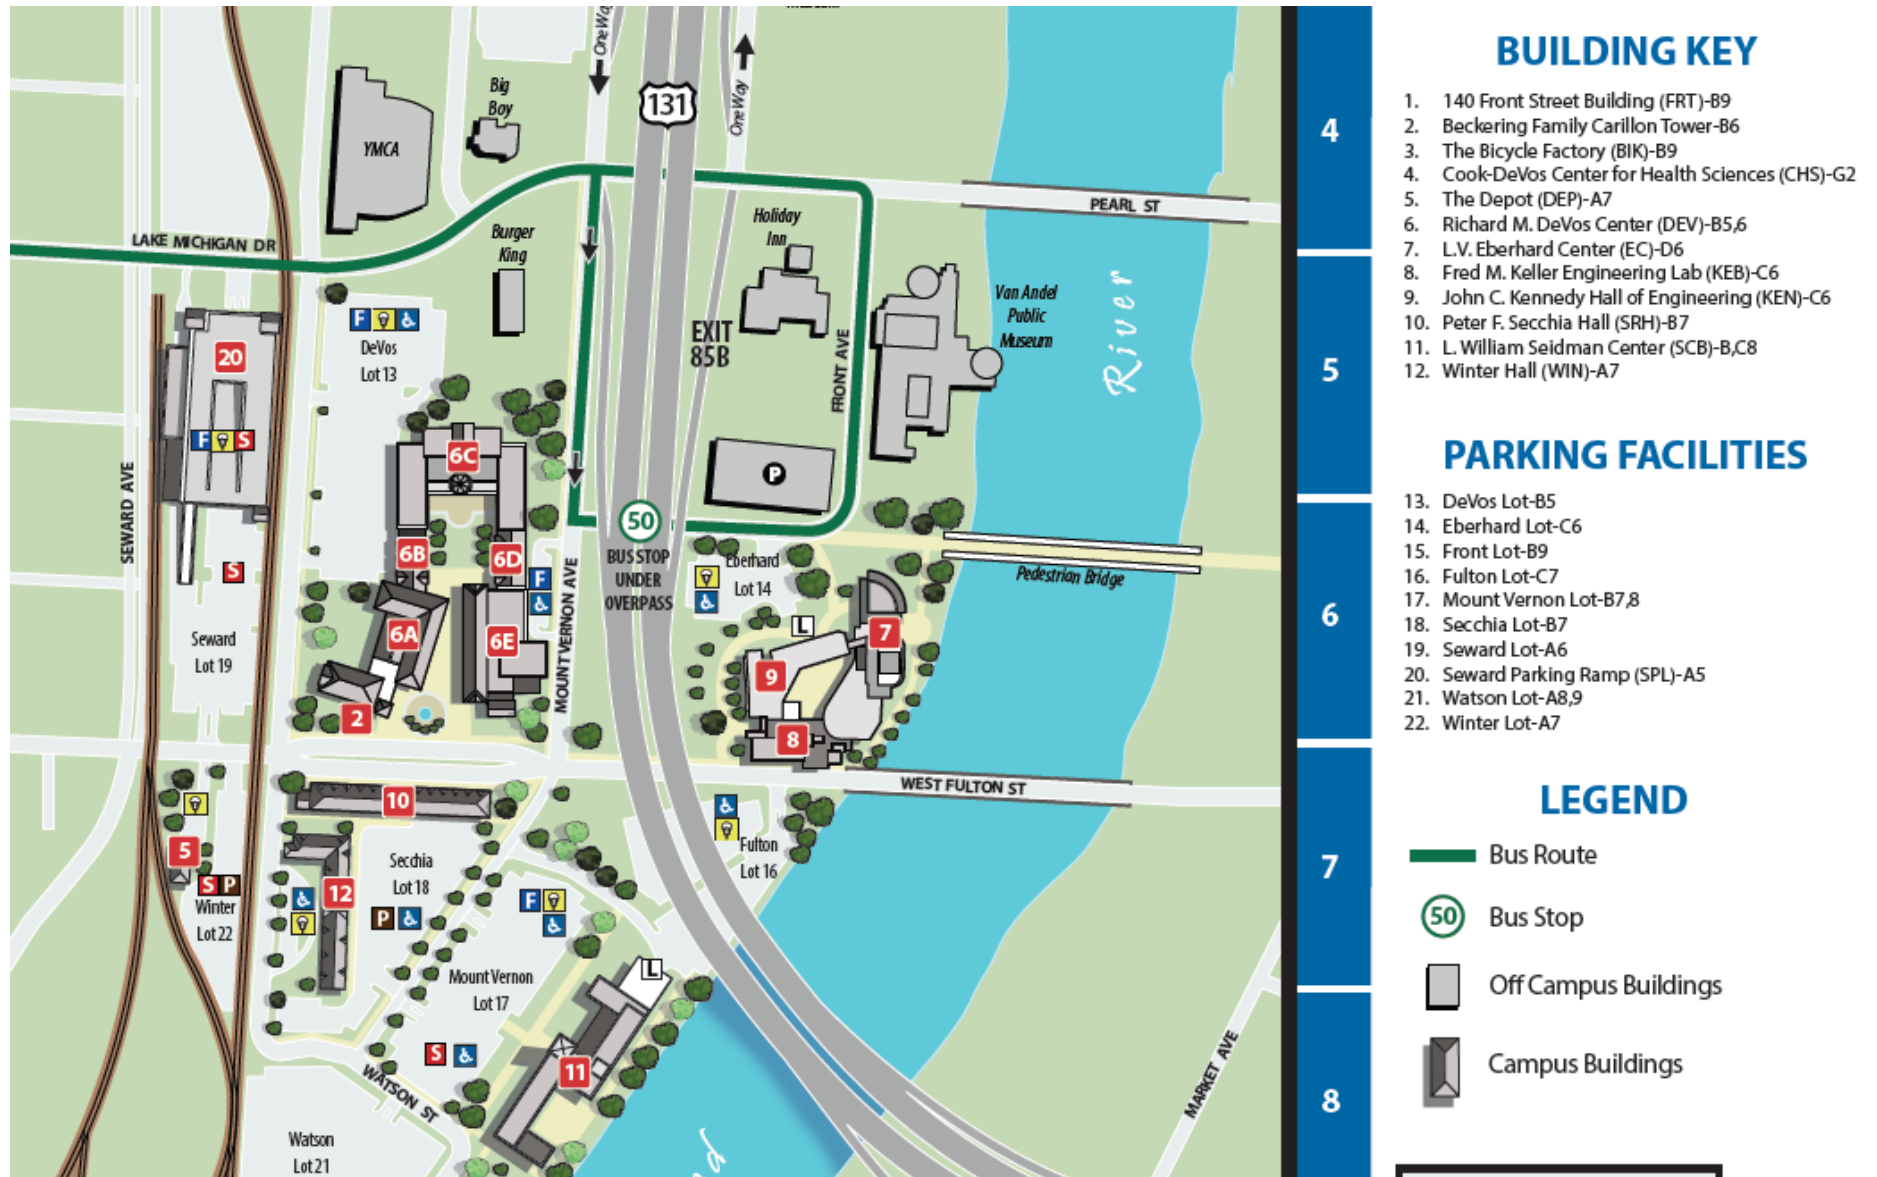 One Way
131
One Way
Big
Boy
YMCA
PEARL ST
LAKE MICHIGAN DR
Burger
King
Holiday
Inn
Van Andel
Public
Museum
River
EXIT
85B
FRONT AVE
F
DeVos
Lot 13
20
F S
6C
P
SEWARD AVE
50
BUS STOP
UNDER
OVERPASS
6B
6D
F
S
Eberhard
Lot 14
Pedestrian Bridge
MOUNT VERNON AVE
6A
6E
L
7
9
Seward
Lot 19
2
8
WEST FULTON ST
10
5
Secchia
Lot 18
P
12
S P
Winter
Lot 22
Fulton
Lot 16
F
Mount Vernon
Lot 17
L
S
11
WATSON ST
MARKET AVE
Watson
Lot 21
4
5
6
7
8
BUILDING KEY
1. 140 Front Street Building (FRT)-B9
2. Beckering Family Carillon Tower-B6
3. The Bicycle Factory (BIK)-B9
4. Cook-DeVos Center for Health Sciences (CHS)-G2
5. The Depot (DEP)-A7
6. Richard M. DeVos Center (DEV)-B5,6
7. L.V. Eberhard Center (EC)-D6
8. Fred M. Keller Engineering Lab (KEB)-C6
9. John C. Kennedy Hall of Engineering (KEN)-C6
10. Peter F. Secchia Hall (SRH)-B7
11. L. William Seidman Center (SCB)-B,C8
12. Winter Hall (WIN)-A7
PARKING FACILITIES
13. DeVos Lot-B5
14. Eberhard Lot-C6
15. Front Lot-B9
16. Fulton Lot-C7
17. Mount Vernon Lot-B7,8
18. Secchia Lot-B7
19. Seward Lot-A6
20. Seward Parking Ramp (SPL)-A5
21. Watson Lot-A8,9
22. Winter Lot-A7
LEGEND
Bus Route
50 Bus Stop
Off Campus Buildings
Campus Buildings